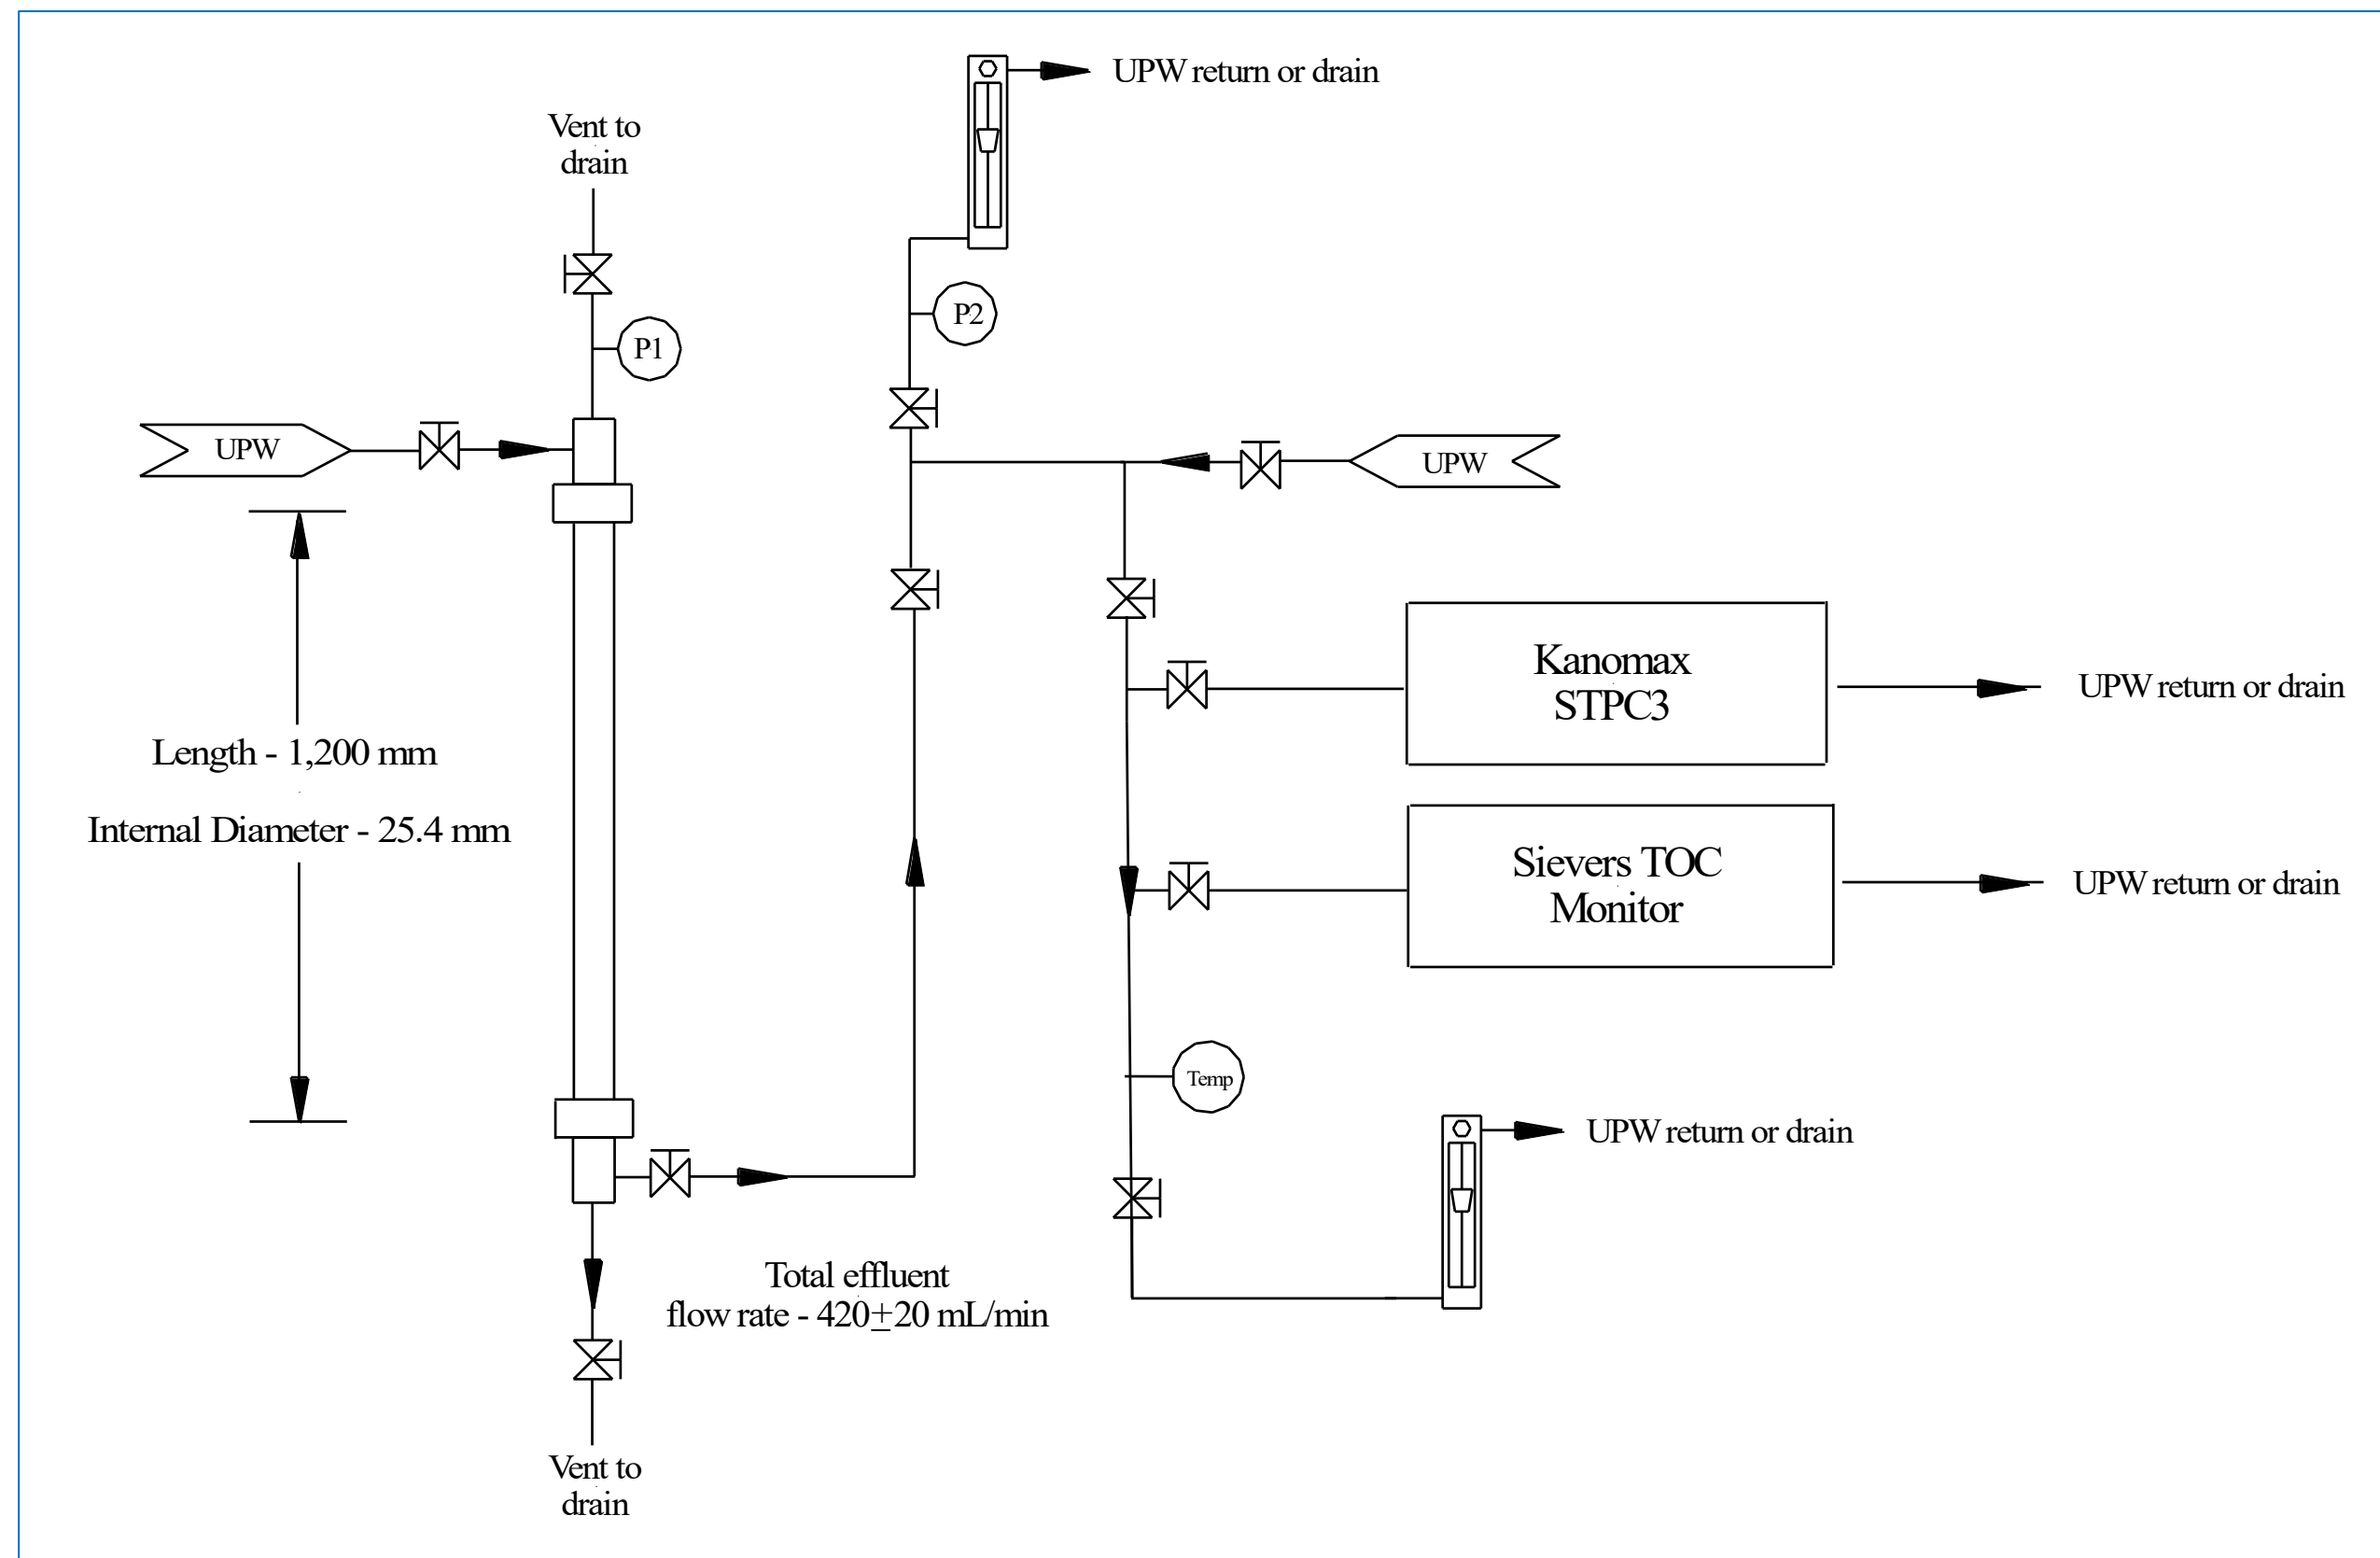 UPW return or drain
Vent to
drain
P2
P1
UPW
UPW
Kanomax
STPC3
UPW return or drain
Length - 1,200 mm
Internal Diameter - 25.4 mm
Sievers TOC
Monitor
UPW return or drain
Temp
UPW return or drain
Total effluent
flow rate - 420±20 mL/min
Vent to
drain